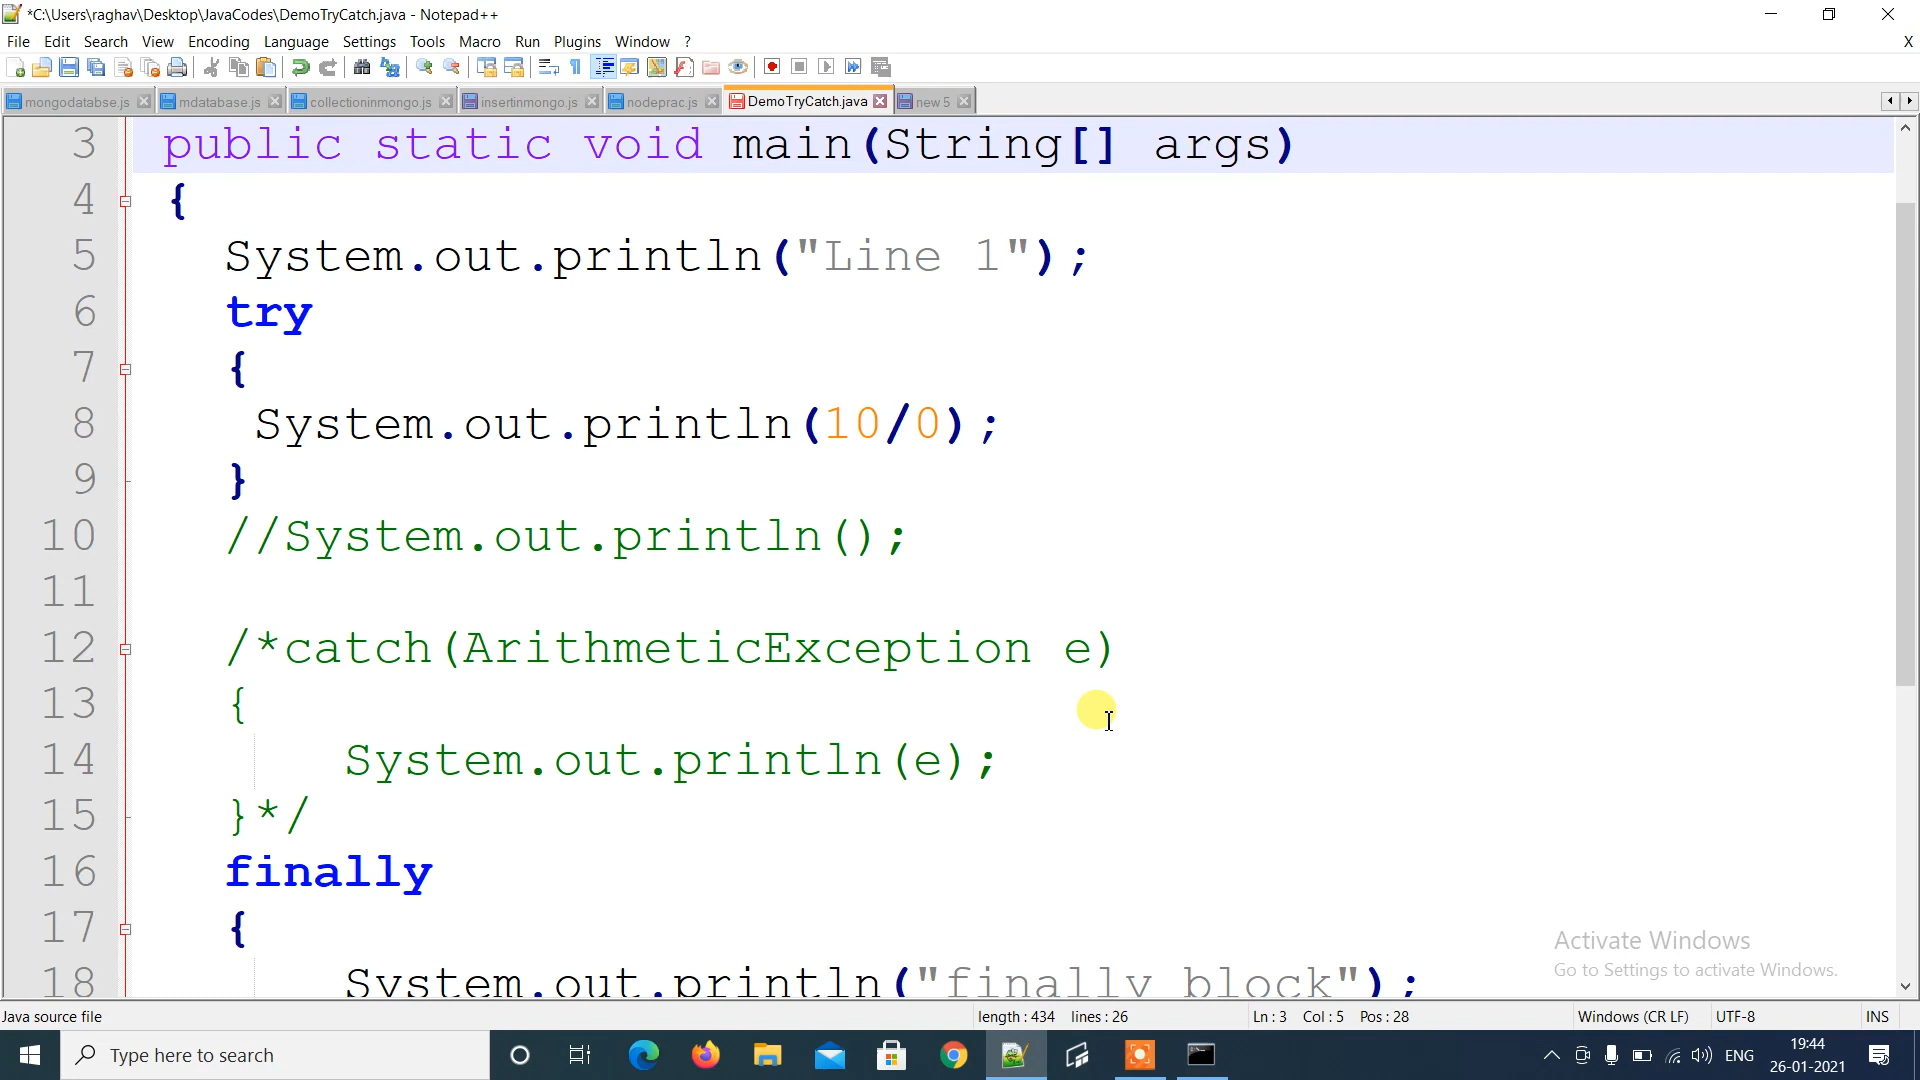 *C:\Users\raghav\Desktop\JavaCodes\DemoTryCatch.java - Notepad++
File Edit Search View Encoding Language Settings Tools Macro Run Plugins Window ? X
mongodatabse.js mdatabase.js collectioninmongo.js insertinmongo.js nodeprac.js DemoTryCatch.java new 5
3 public static void main(String[] args)
4 {
5 System.out.println("Line 1");
6 try
7 {
8 System.out.println(10/0);
9 }
10 //System.out.println();
11
12 /*catch(ArithmeticException e)
13 {
14 System.out.println(e);
15 }*/
16 finally
17 {
18 System.out.println("finally block");
Activate Windows
Go to Settings to activate Windows.
Java source file length : 434 lines : 26 Ln : 3 Col : 5 Pos : 28 Windows (CR LF) UTF-8 INS
Type here to search ENG 19:44
26-01-2021